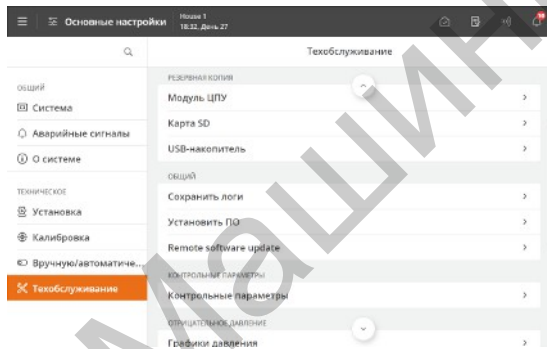 Основные настройки
House 1
18:32, День 27
Техобслуживание
ОБЩИЙ
Система
Аварийные сигналы
О системе
ТЕХНИЧЕСКОЕ
Установка
Калибровка
Вручную/автоматиче...
Техобслуживание
РЕЗЕРВНАЯ КОПИЯ
Модуль ЦПУ
Карта SD
USB-накопитель
ОБЩИЙ
Сохранить логи
Установить ПО
Remote software update
КОНТРОЛЬНЫЕ ПАРАМЕТРЫ
Контрольные параметры
ОТРИЦАТЕЛЬНОЕ ДАВЛЕНИЕ
Графики давления